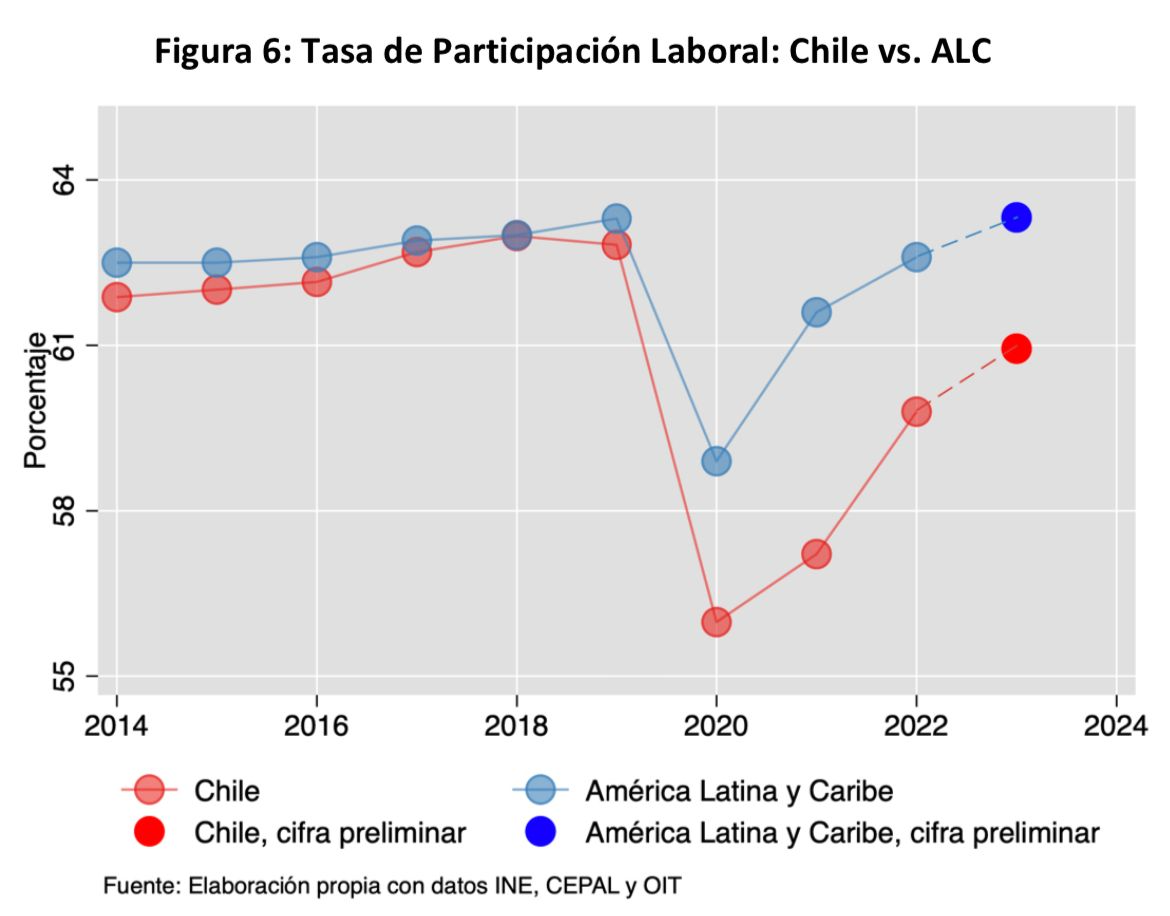 Figura 6: Tasa de Participación Laboral: Chile vs. ALC
Porcentaje
64
61
58
55
2014 2016 2018 2020 2022 2024
Chile América Latina y Caribe
Chile, cifra preliminar América Latina y Caribe, cifra preliminar
Fuente: Elaboración propia con datos INE, CEPAL y OIT